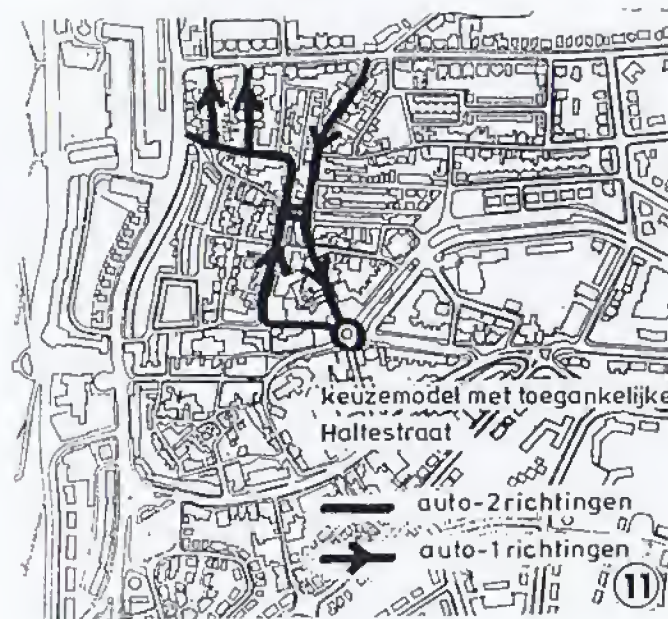 keuzemodel met toegankelijke
Haltestraat
auto-2richtingen
auto-1richtingen
11